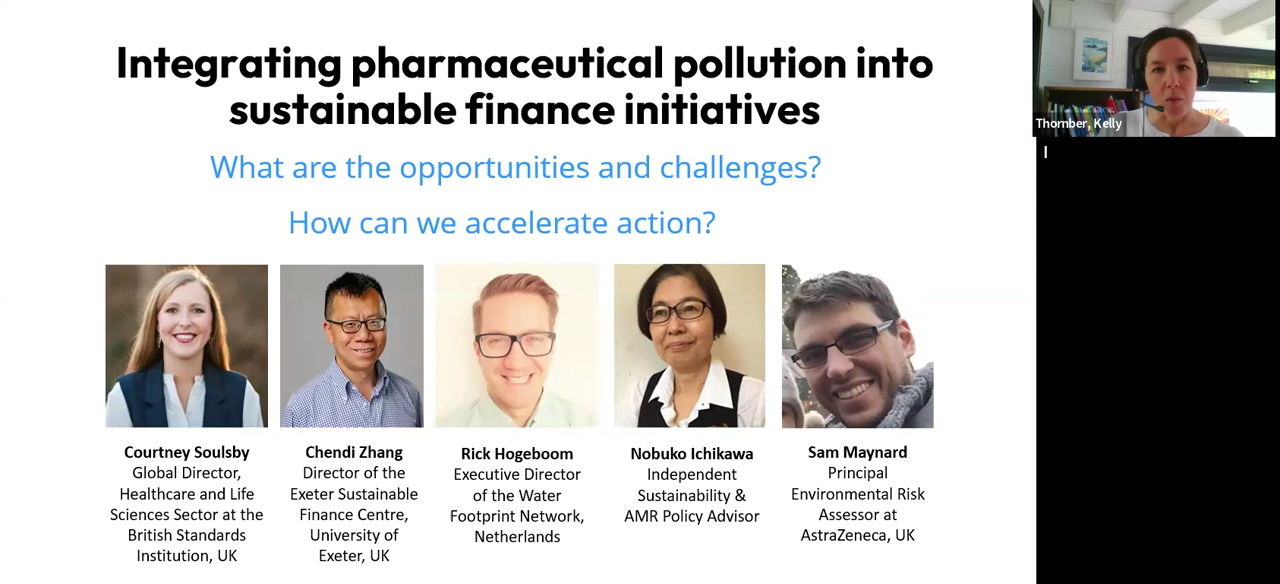 Integrating pharmaceutical pollution into
sustainable finance initiatives
What are the opportunities and challenges?
How can we accelerate action?
Courtney Soulsby
Global Director,
Healthcare and Life
Sciences Sector at the
British Standards
Institution, UK
Chendi Zhang
Director of the
Exeter Sustainable
Finance Centre,
University of
Exeter, UK
Rick Hogeboom
Executive Director
of the Water
Footprint Network,
Netherlands
Nobuko Ichikawa
Independent
Sustainability &
AMR Policy Advisor
Sam Maynard
Principal
Environmental Risk
Assessor at
AstraZeneca, UK
Thornber, Kelly